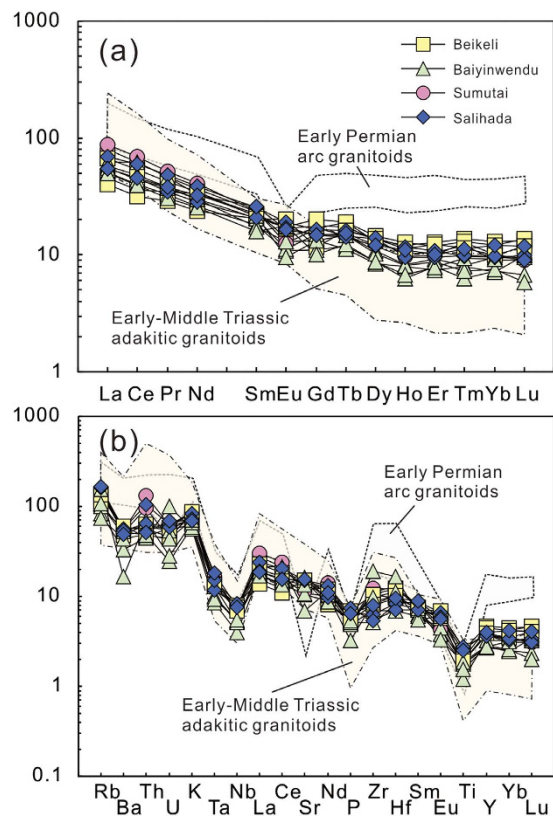 1000
(a)
Beikeli
Baiyinwendu
Sumutai
Salihada
100
Early Permian
arc granitoids
10
Early-Middle Triassic
adakitic granitoids
1
La Ce Pr Nd Sm Eu Gd Tb Dy Ho Er Tm Yb Lu
1000
(b)
Early Permian
arc granitoids
100
10
1
Early-Middle Triassic
adakitic granitoids
0.1
Rb Th K Nb Ce Nd Zr Sm Ti Yb
Ba U Ta La Sr P Hf Eu Y Lu